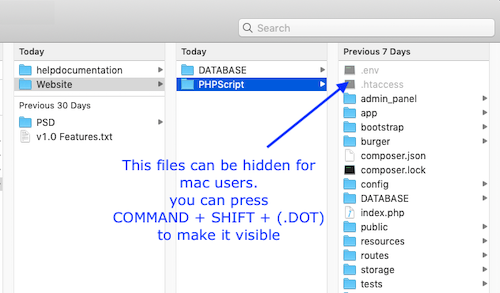 Search
Today
helpdocumentation
Website
Previous 30 Days
PSD
v1.0 Features.txt
Today
DATABASE
PHPScript
Previous 7 Days
.env
.htaccess
admin_panel
app
bootstrap
burger
composer.json
composer.lock
config
DATABASE
index.php
public
resources
routes
storage
tests
This files can be hidden for
mac users.
you can press
COMMAND + SHIFT + (.DOT)
to make it visible